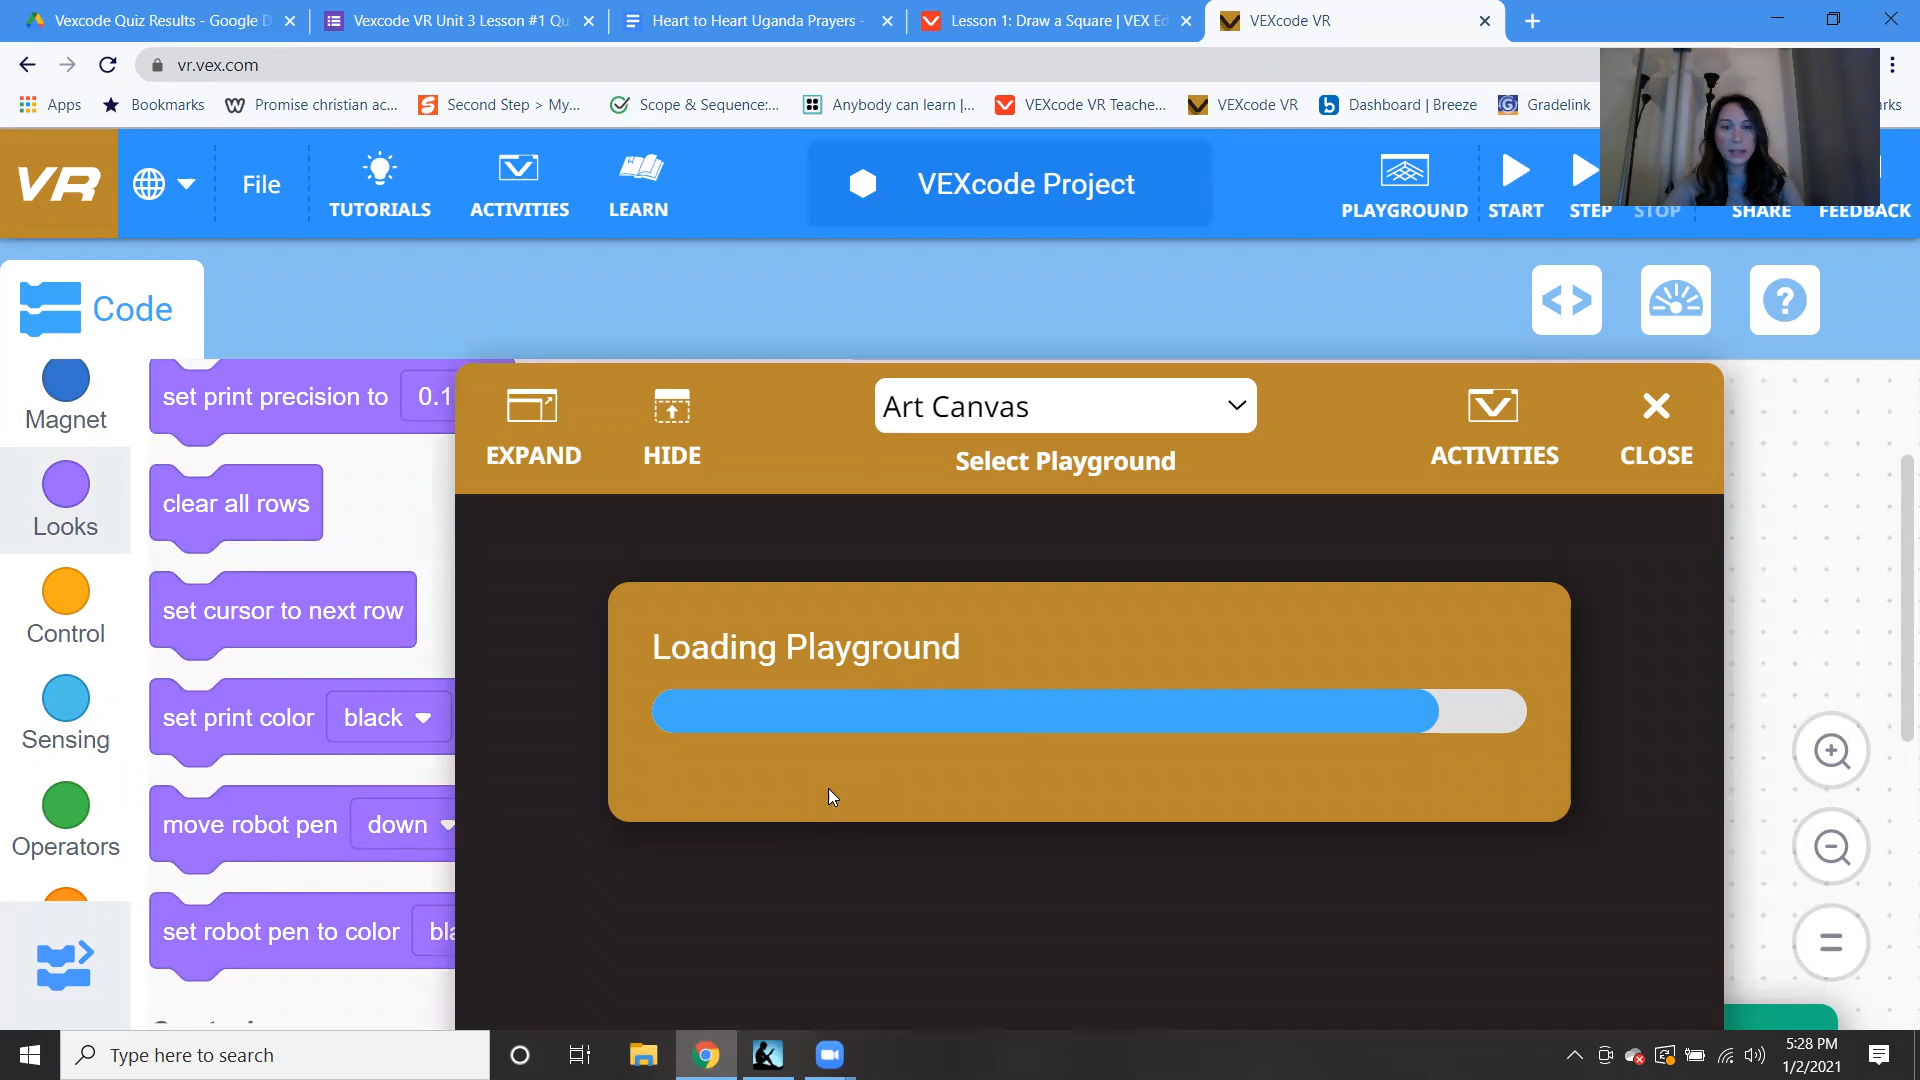 Vexcode Quiz Results - Google D
Vexcode VR Unit 3 Lesson #1 Qu
Heart to Heart Uganda Prayers -
Lesson 1: Draw a Square | VEX Ed
VEXcode VR
vr.vex.com
Apps
Bookmarks
Promise christian ac...
Second Step > My...
Scope & Sequence:...
Anybody can learn |...
VEXcode VR Teache...
VEXcode VR
Dashboard | Breeze
Gradelink
rks
VR
File
TUTORIALS
ACTIVITIES
LEARN
VEXcode Project
PLAYGROUND
START
STEP
STOP
SHARE
FEEDBACK
Code
Magnet
Looks
Control
Sensing
Operators
set print precision to 0.1
clear all rows
set cursor to next row
set print color black
move robot pen down
set robot pen to color bla
EXPAND
HIDE
Art Canvas
Select Playground
ACTIVITIES
CLOSE
Loading Playground
Type here to search
5:28 PM
1/2/2021